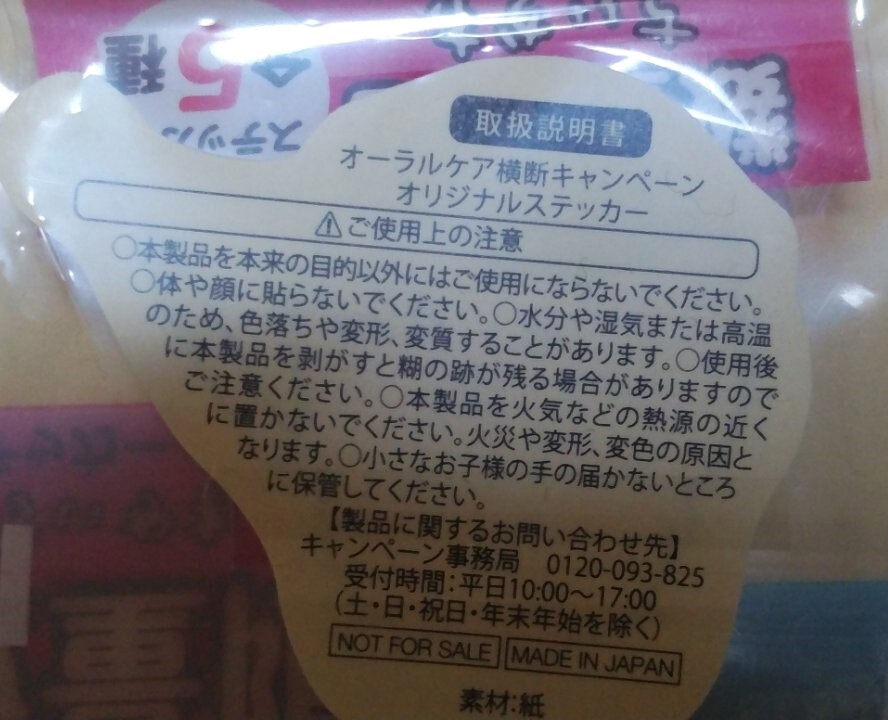 取扱説明書
オーラルケア横断キャンペーン
オリジナルステッカー
⚠ご使用上の注意
○本製品を本来の目的以外にはご使用にならないでください。
○体や顔に貼らないでください。○水分や湿気または高温
のため、色落ちや変形、変質することがあります。○使用後
に本製品を剥がすと糊の跡が残る場合がありますので
ご注意ください。○本製品を火気などの熱源の近く
に置かないでください。火災や変形、変色の原因と
なります。○小さなお子様の手の届かないところ
に保管してください。
【製品に関するお問い合わせ先】
キャンペーン事務局 0120-093-825
受付時間：平日10:00～17:00
（土・日・祝日・年末年始を除く）
NOT FOR SALE MADE IN JAPAN
素材：紙
全5種